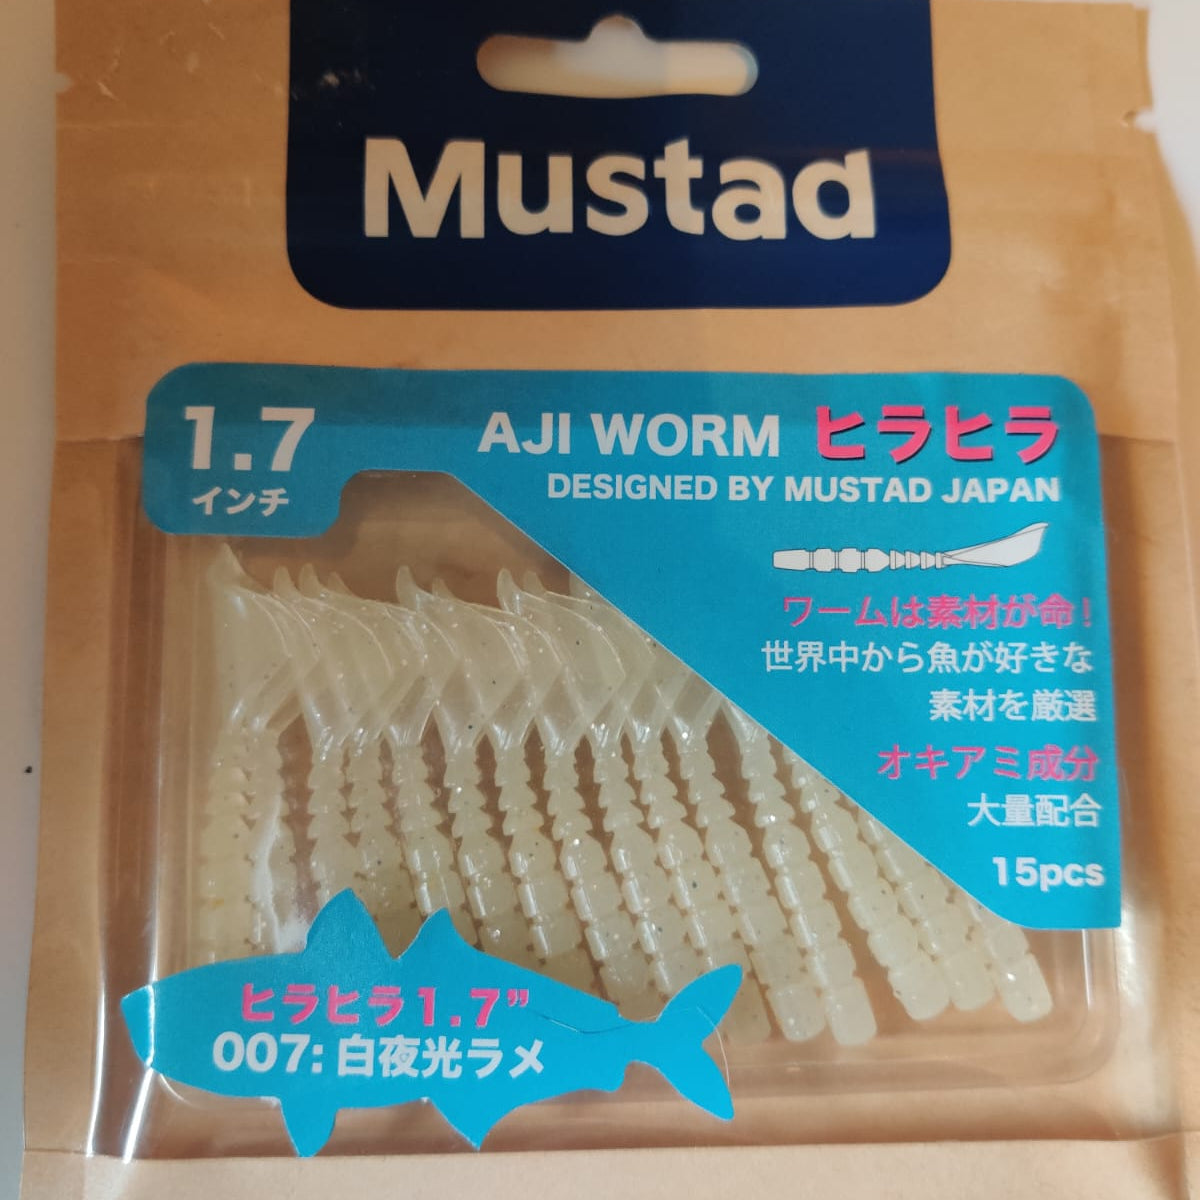 Mustad
1.7
インチ
AJI WORM ヒラヒラ
DESIGNED BY MUSTAD JAPAN
ワームは素材が命!
世界中から魚が好きな
素材を厳選
オキアミ成分
大量配合
15pcs
ヒラヒラ1.7”
007: 白夜光ラメ